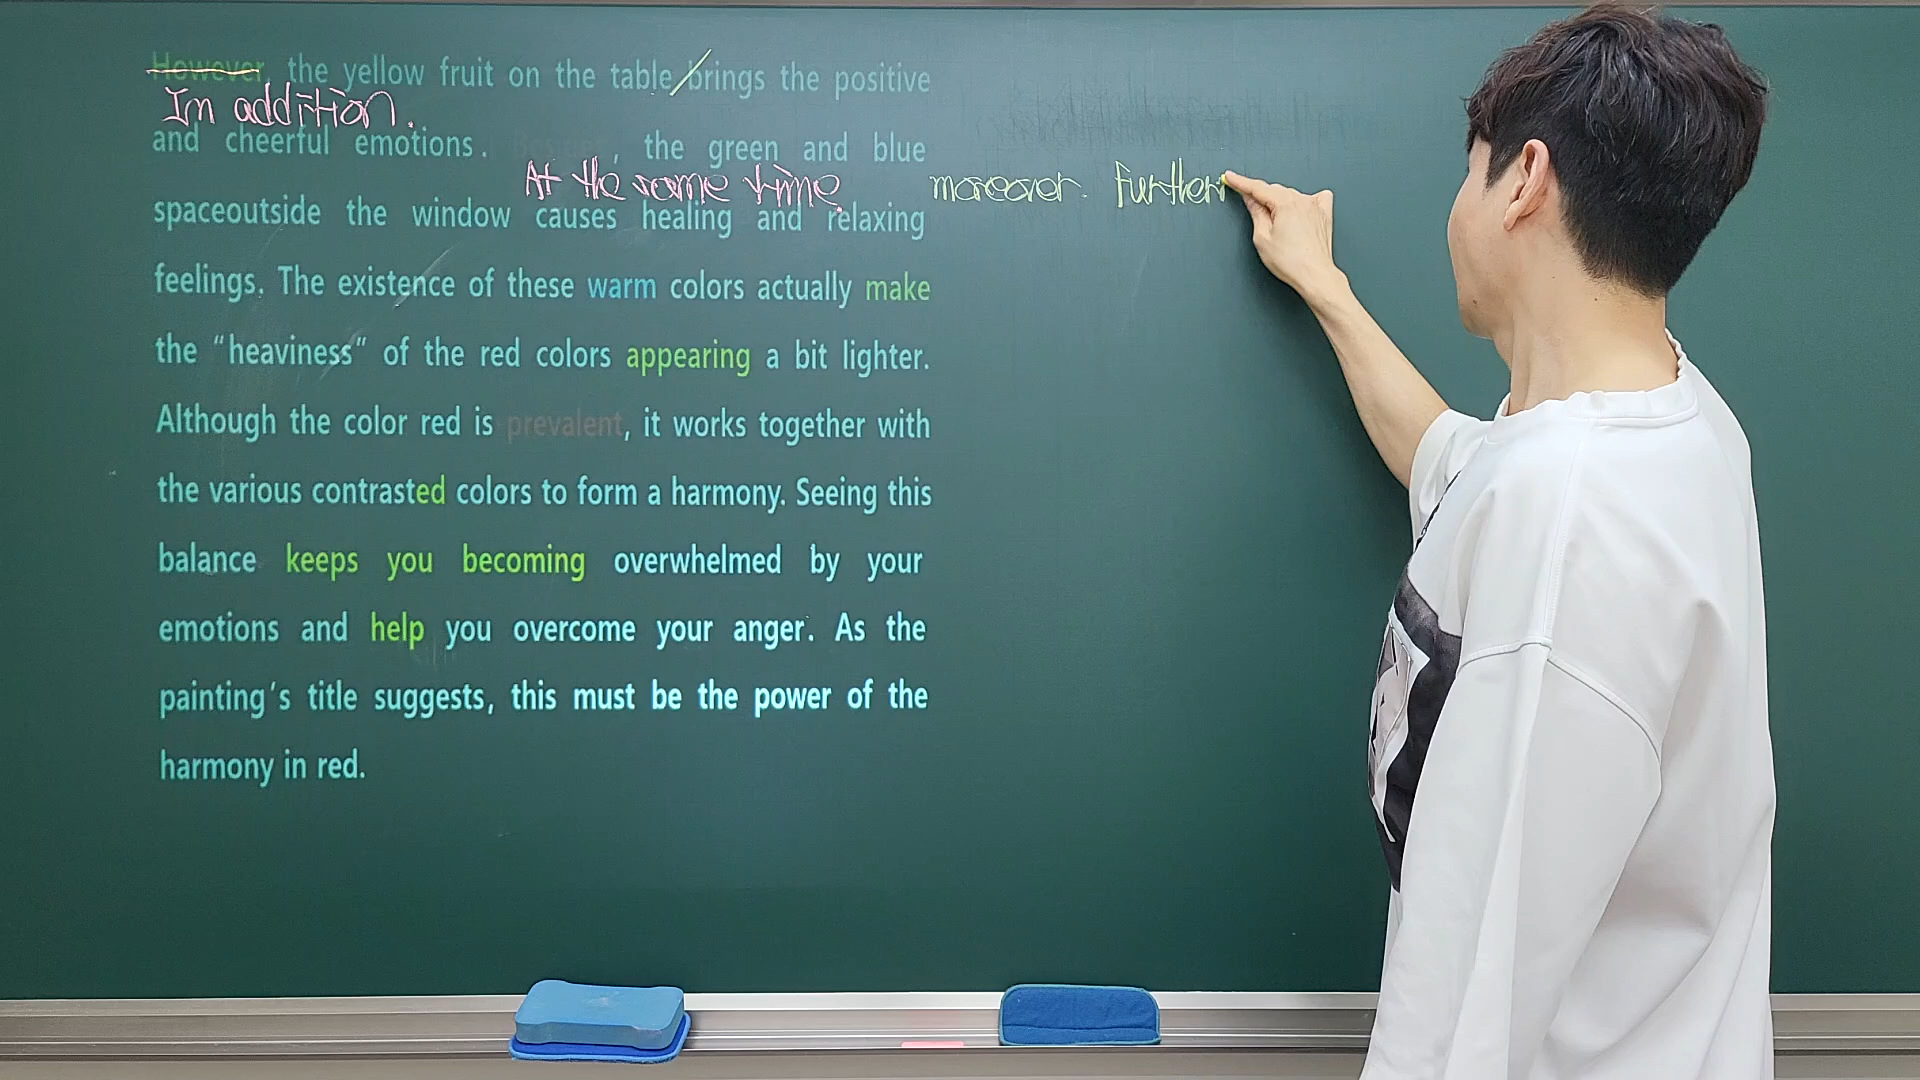 However, the yellow fruit on the table brings the positive
In addition.
and cheerful emotions. Besides, the green and blue
At the same time. moreover. Further
spaceoutside the window causes healing and relaxing
feelings. The existence of these warm colors actually make
the “heaviness” of the red colors appearing a bit lighter.
Although the color red is prevalent, it works together with
the various contrasted colors to form a harmony. Seeing this
balance keeps you becoming overwhelmed by your
emotions and help you overcome your anger. As the
painting’s title suggests, this must be the power of the
harmony in red.